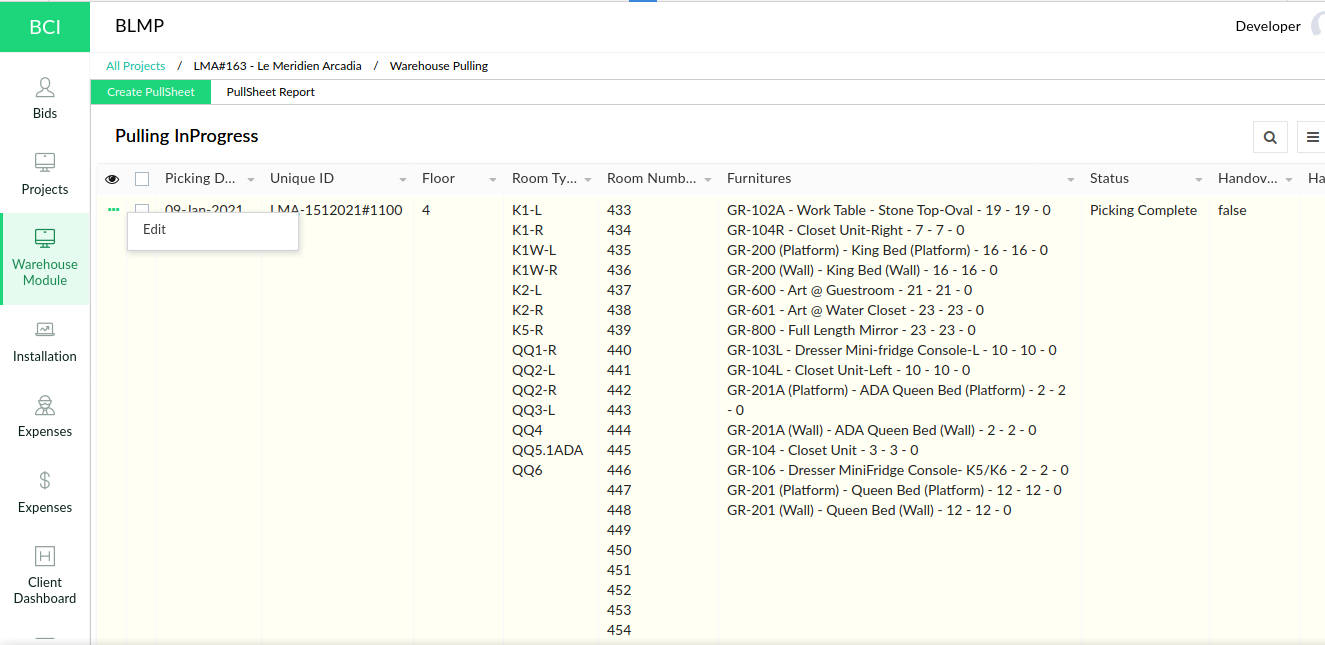 BCI
BLMP
Developer
All Projects / LMA#163 - Le Meridien Arcadia / Warehouse Pulling
Create PullSheet
PullSheet Report
Bids
Projects
Warehouse
Module
Installation
Expenses
Expenses
Client
Dashboard
Pulling InProgress
Picking D... Unique ID Floor Room Ty... Room Numb... Furnitures Status Handov... Ha
09-Jan-2021 LMA-1512021#1100 4 K1-L 433 GR-102A - Work Table - Stone Top-Oval - 19 - 19 - 0 Picking Complete false
Edit
K1-R 434 GR-104R - Closet Unit-Right - 7 - 7 - 0
K1W-L 435 GR-200 (Platform) - King Bed (Platform) - 16 - 16 - 0
K1W-R 436 GR-200 (Wall) - King Bed (Wall) - 16 - 16 - 0
K2-L 437 GR-600 - Art @ Guestroom - 21 - 21 - 0
K2-R 438 GR-601 - Art @ Water Closet - 23 - 23 - 0
K5-R 439 GR-800 - Full Length Mirror - 23 - 23 - 0
QQ1-R 440 GR-103L - Dresser Mini-fridge Console-L - 10 - 10 - 0
QQ2-L 441 GR-104L - Closet Unit-Left - 10 - 10 - 0
QQ2-R 442 GR-201A (Platform) - ADA Queen Bed (Platform) - 2 - 2
QQ3-L 443 - 0
QQ4 444 GR-201A (Wall) - ADA Queen Bed (Wall) - 2 - 2 - 0
QQ5.1ADA 445 GR-104 - Closet Unit - 3 - 3 - 0
QQ6 446 GR-106 - Dresser MiniFridge Console- K5/K6 - 2 - 2 - 0
447 GR-201 (Platform) - Queen Bed (Platform) - 12 - 12 - 0
448 GR-201 (Wall) - Queen Bed (Wall) - 12 - 12 - 0
449
450
451
452
453
454